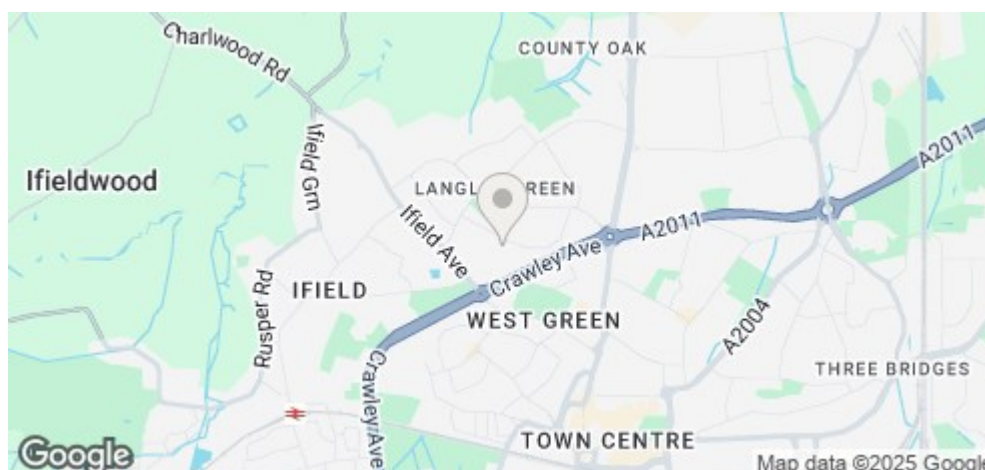 Charlwood Rd
COUNTY OAK
Ifield Grn
A2011
Ifieldwood
LANGL
REEN
Ifield Ave
A2011
Crawley Ave
Rusper Rd
IFIELD
WEST GREEN
A2004
Crawley Ave
THREE BRIDGES
TOWN CENTRE
Google
Map data ©2025 Google